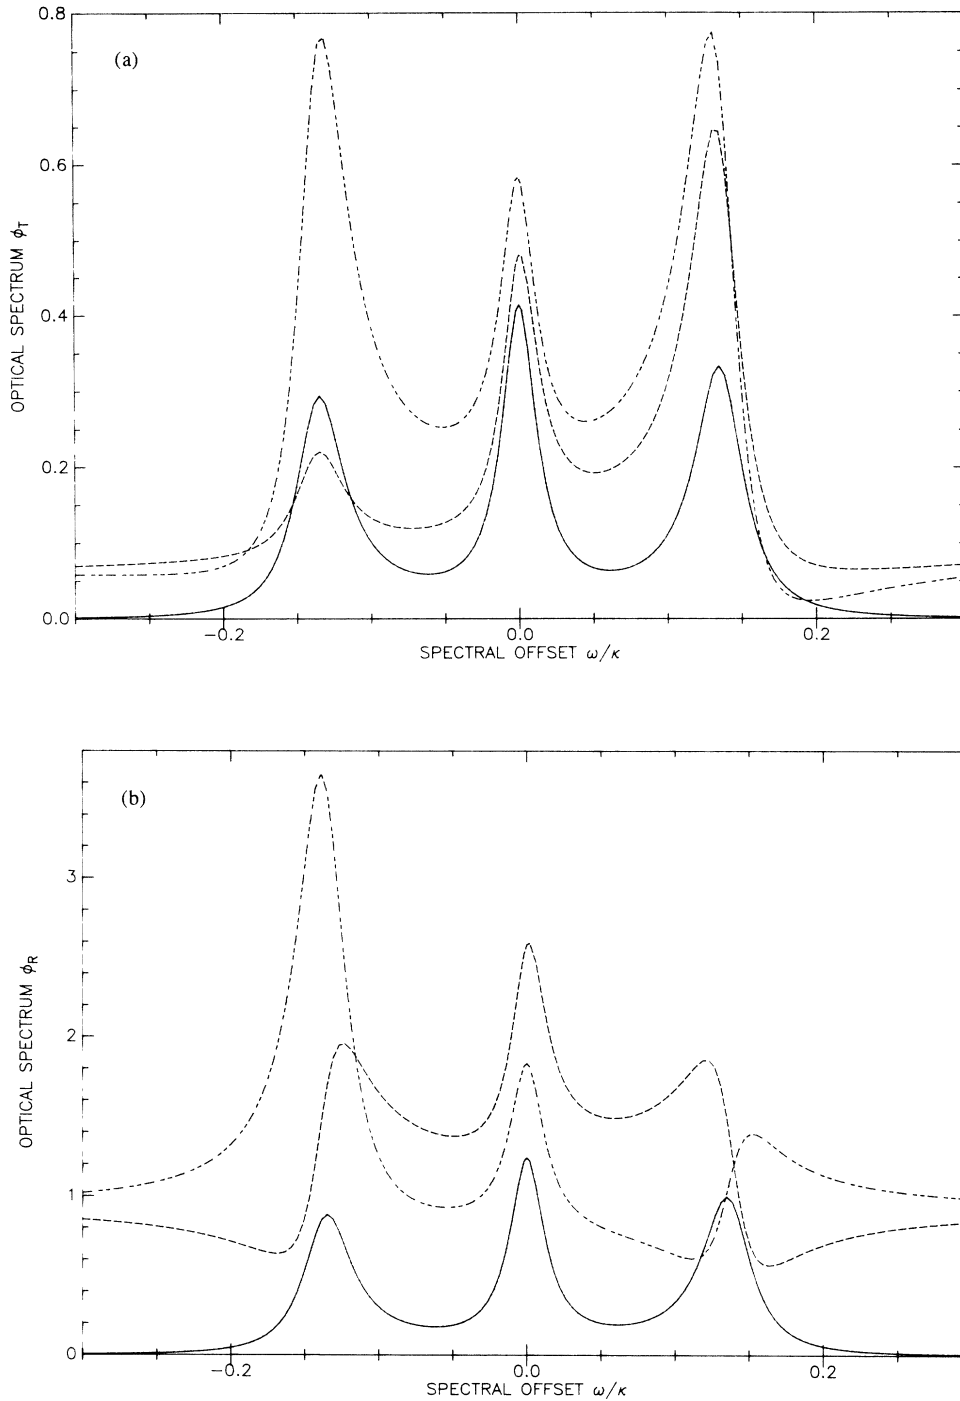 (a)
0.8
0.6
0.4
0.2
0.0
OPTICAL SPECTRUM ϕT
−0.2
0.0
0.2
SPECTRAL OFFSET ω/κ
(b)
3
2
1
0
OPTICAL SPECTRUM ϕR
−0.2
0.0
0.2
SPECTRAL OFFSET ω/κ